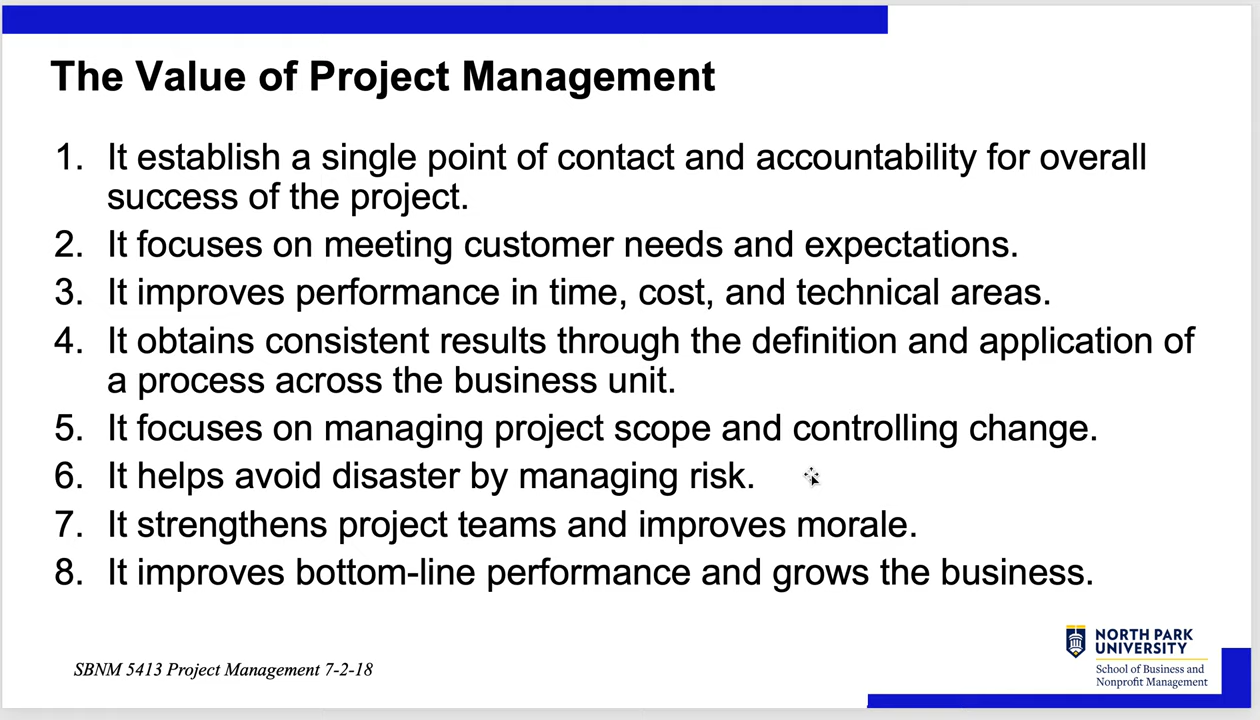 The Value of Project Management
1. It establish a single point of contact and accountability for overall
success of the project.
2. It focuses on meeting customer needs and expectations.
3. It improves performance in time, cost, and technical areas.
4. It obtains consistent results through the definition and application of
a process across the business unit.
5. It focuses on managing project scope and controlling change.
6. It helps avoid disaster by managing risk.
7. It strengthens project teams and improves morale.
8. It improves bottom-line performance and grows the business.
SBNM 5413 Project Management 7-2-18
NORTH PARK
UNIVERSITY
School of Business and
Nonprofit Management